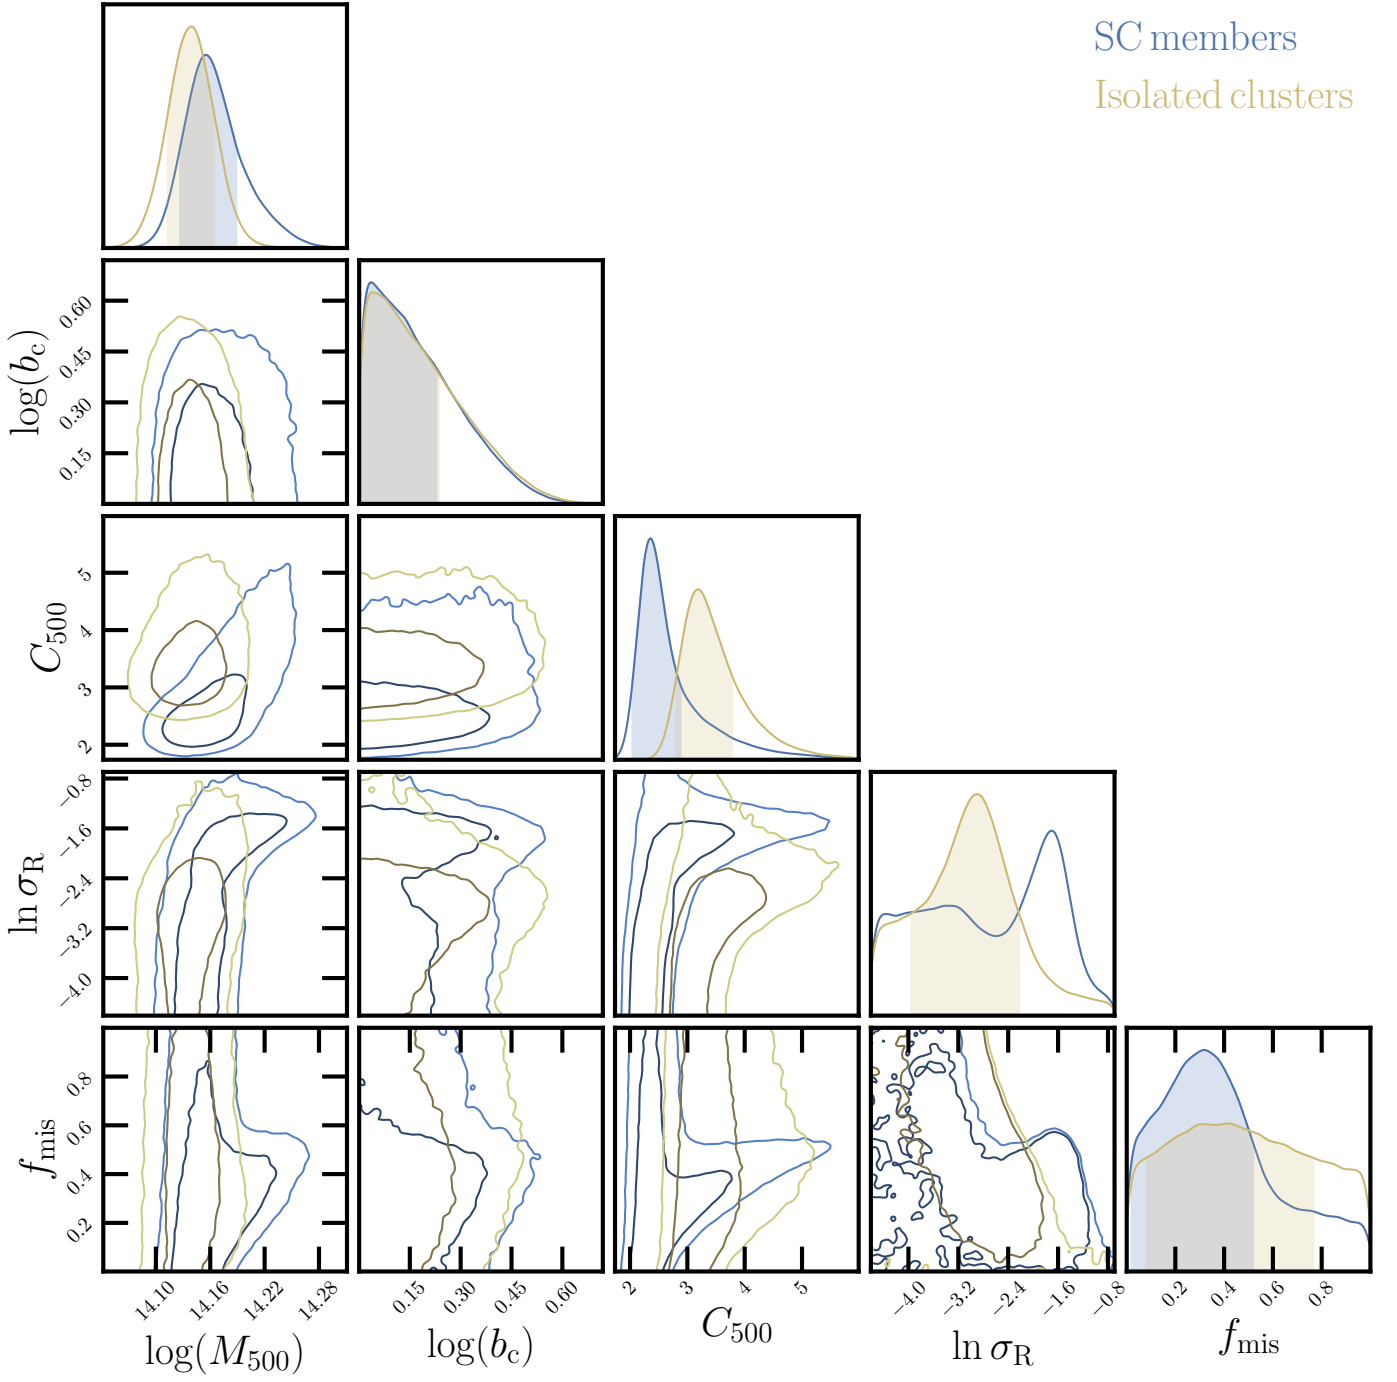 SC members
Isolated clusters
log(b_c)
0.60
0.45
0.30
0.15
C_500
5
4
3
2
ln σ_R
−0.8
−1.6
−2.4
−3.2
−4.0
f_mis
0.8
0.6
0.4
0.2
14.10 14.16 14.22 14.28
0.15 0.30 0.45 0.60
2 3 4 5
−4.0 −3.2 −2.4 −1.6 −0.8
0.2 0.4 0.6 0.8
log(M_500) log(b_c) C_500 ln σ_R f_mis